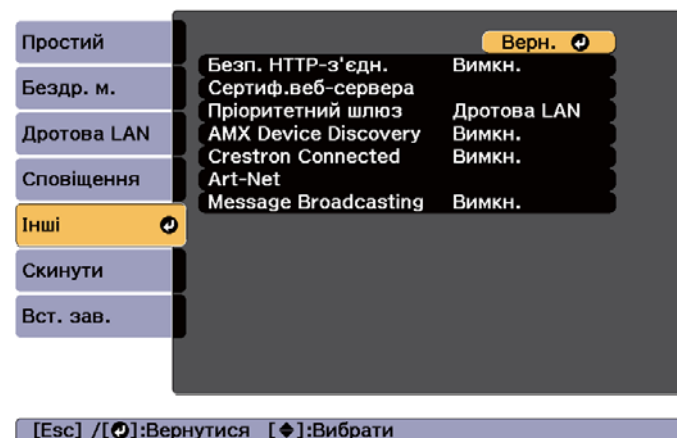 Простий
Бездр. м.
Дротова LAN
Сповіщення
Інші
Скинути
Вст. зав.
Верн.
Безп. HTTP-з'єдн. Вимкн.
Сертиф.веб-сервера
Пріоритетний шлюз Дротова LAN
AMX Device Discovery Вимкн.
Crestron Connected Вимкн.
Art-Net
Message Broadcasting Вимкн.
[Esc] /[]:Вернутися []:Вибрати